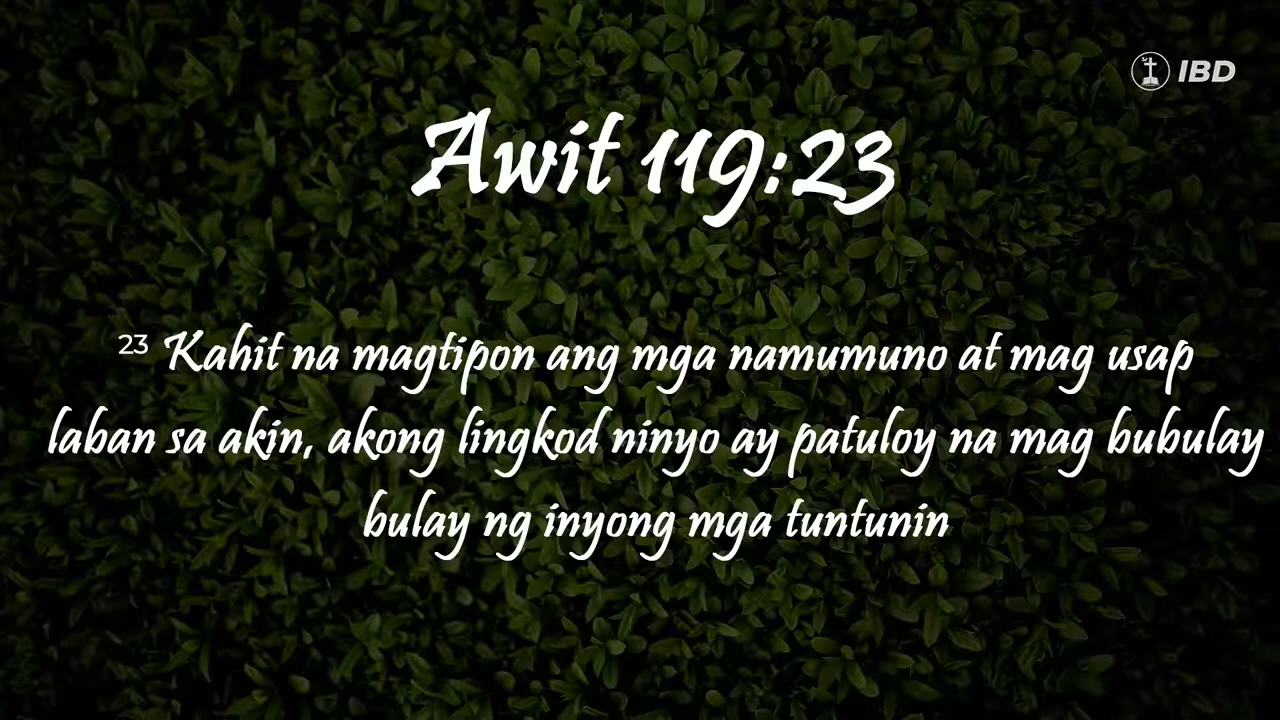 IBD
Awit 119:23
23 Kahit na magtipon ang mga namumuno at mag usap
laban sa akin, akong lingkod ninyo ay patuloy na mag bubulay
bulay ng inyong mga tuntunin